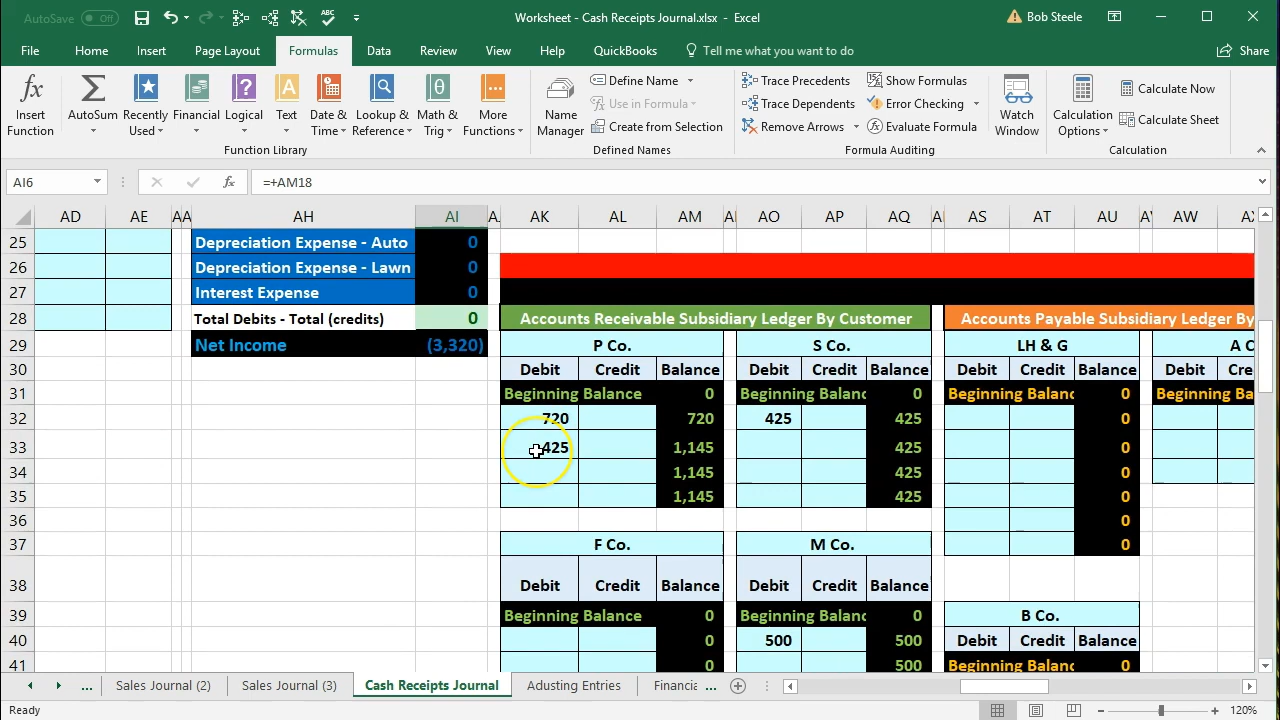 AutoSave Off Worksheet - Cash Receipts Journal.xlsx - Excel Bob Steele
File Home Insert Page Layout Formulas Data Review View Help QuickBooks Tell me what you want to do Share
Insert Function
AutoSum
Recently Used
Financial
Logical
Text
Date & Time
Lookup & Reference
Math & Trig
More Functions
Function Library
Name Manager
Define Name
Use in Formula
Create from Selection
Defined Names
Trace Precedents
Trace Dependents
Remove Arrows
Show Formulas
Error Checking
Evaluate Formula
Formula Auditing
Watch Window
Calculation Options
Calculate Now
Calculate Sheet
Calculation
AI6 fx =+AM18
AD AE AH AI AK AL AM AO AP AQ AS AT AU AW
25 Depreciation Expense - Auto 0
26 Depreciation Expense - Lawn 0
27 Interest Expense 0
28 Total Debits - Total (credits) 0 Accounts Receivable Subsidiary Ledger By Customer Accounts Payable Subsidiary Ledger By
29 Net Income (3,320) P Co. S Co. LH & G A C
30 Debit Credit Balance Debit Credit Balance Debit Credit Balance Debit Cre
31 Beginning Balance 0 Beginning Balanc 0 Beginning Balanc 0 Beginning Ba
32 720 720 425 425 0
33 425 1,145 425 0
34 1,145 425 0
35 1,145 425 0
36 0
37 F Co. M Co. 0
38 Debit Credit Balance Debit Credit Balance
39 Beginning Balance 0 Beginning Balanc 0 B Co.
40 0 500 500 Debit Credit Balance
41 0 500 Beginning Balanc 0
... Sales Journal (2) Sales Journal (3) Cash Receipts Journal Adusting Entries Financia ...
Ready 120%